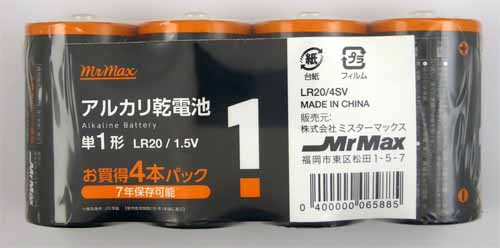 MrMax
アルカリ乾電池
Alkaline Battery
単1形 LR20 / 1.5V
お買得4本パック
7年保存可能
!
紙
台紙
プラ
フィルム
LR20/4SV
MADE IN CHINA
販売元:
株式会社 ミスターマックス
MrMax
福岡市東区松田1-5-7
0 400000 065885